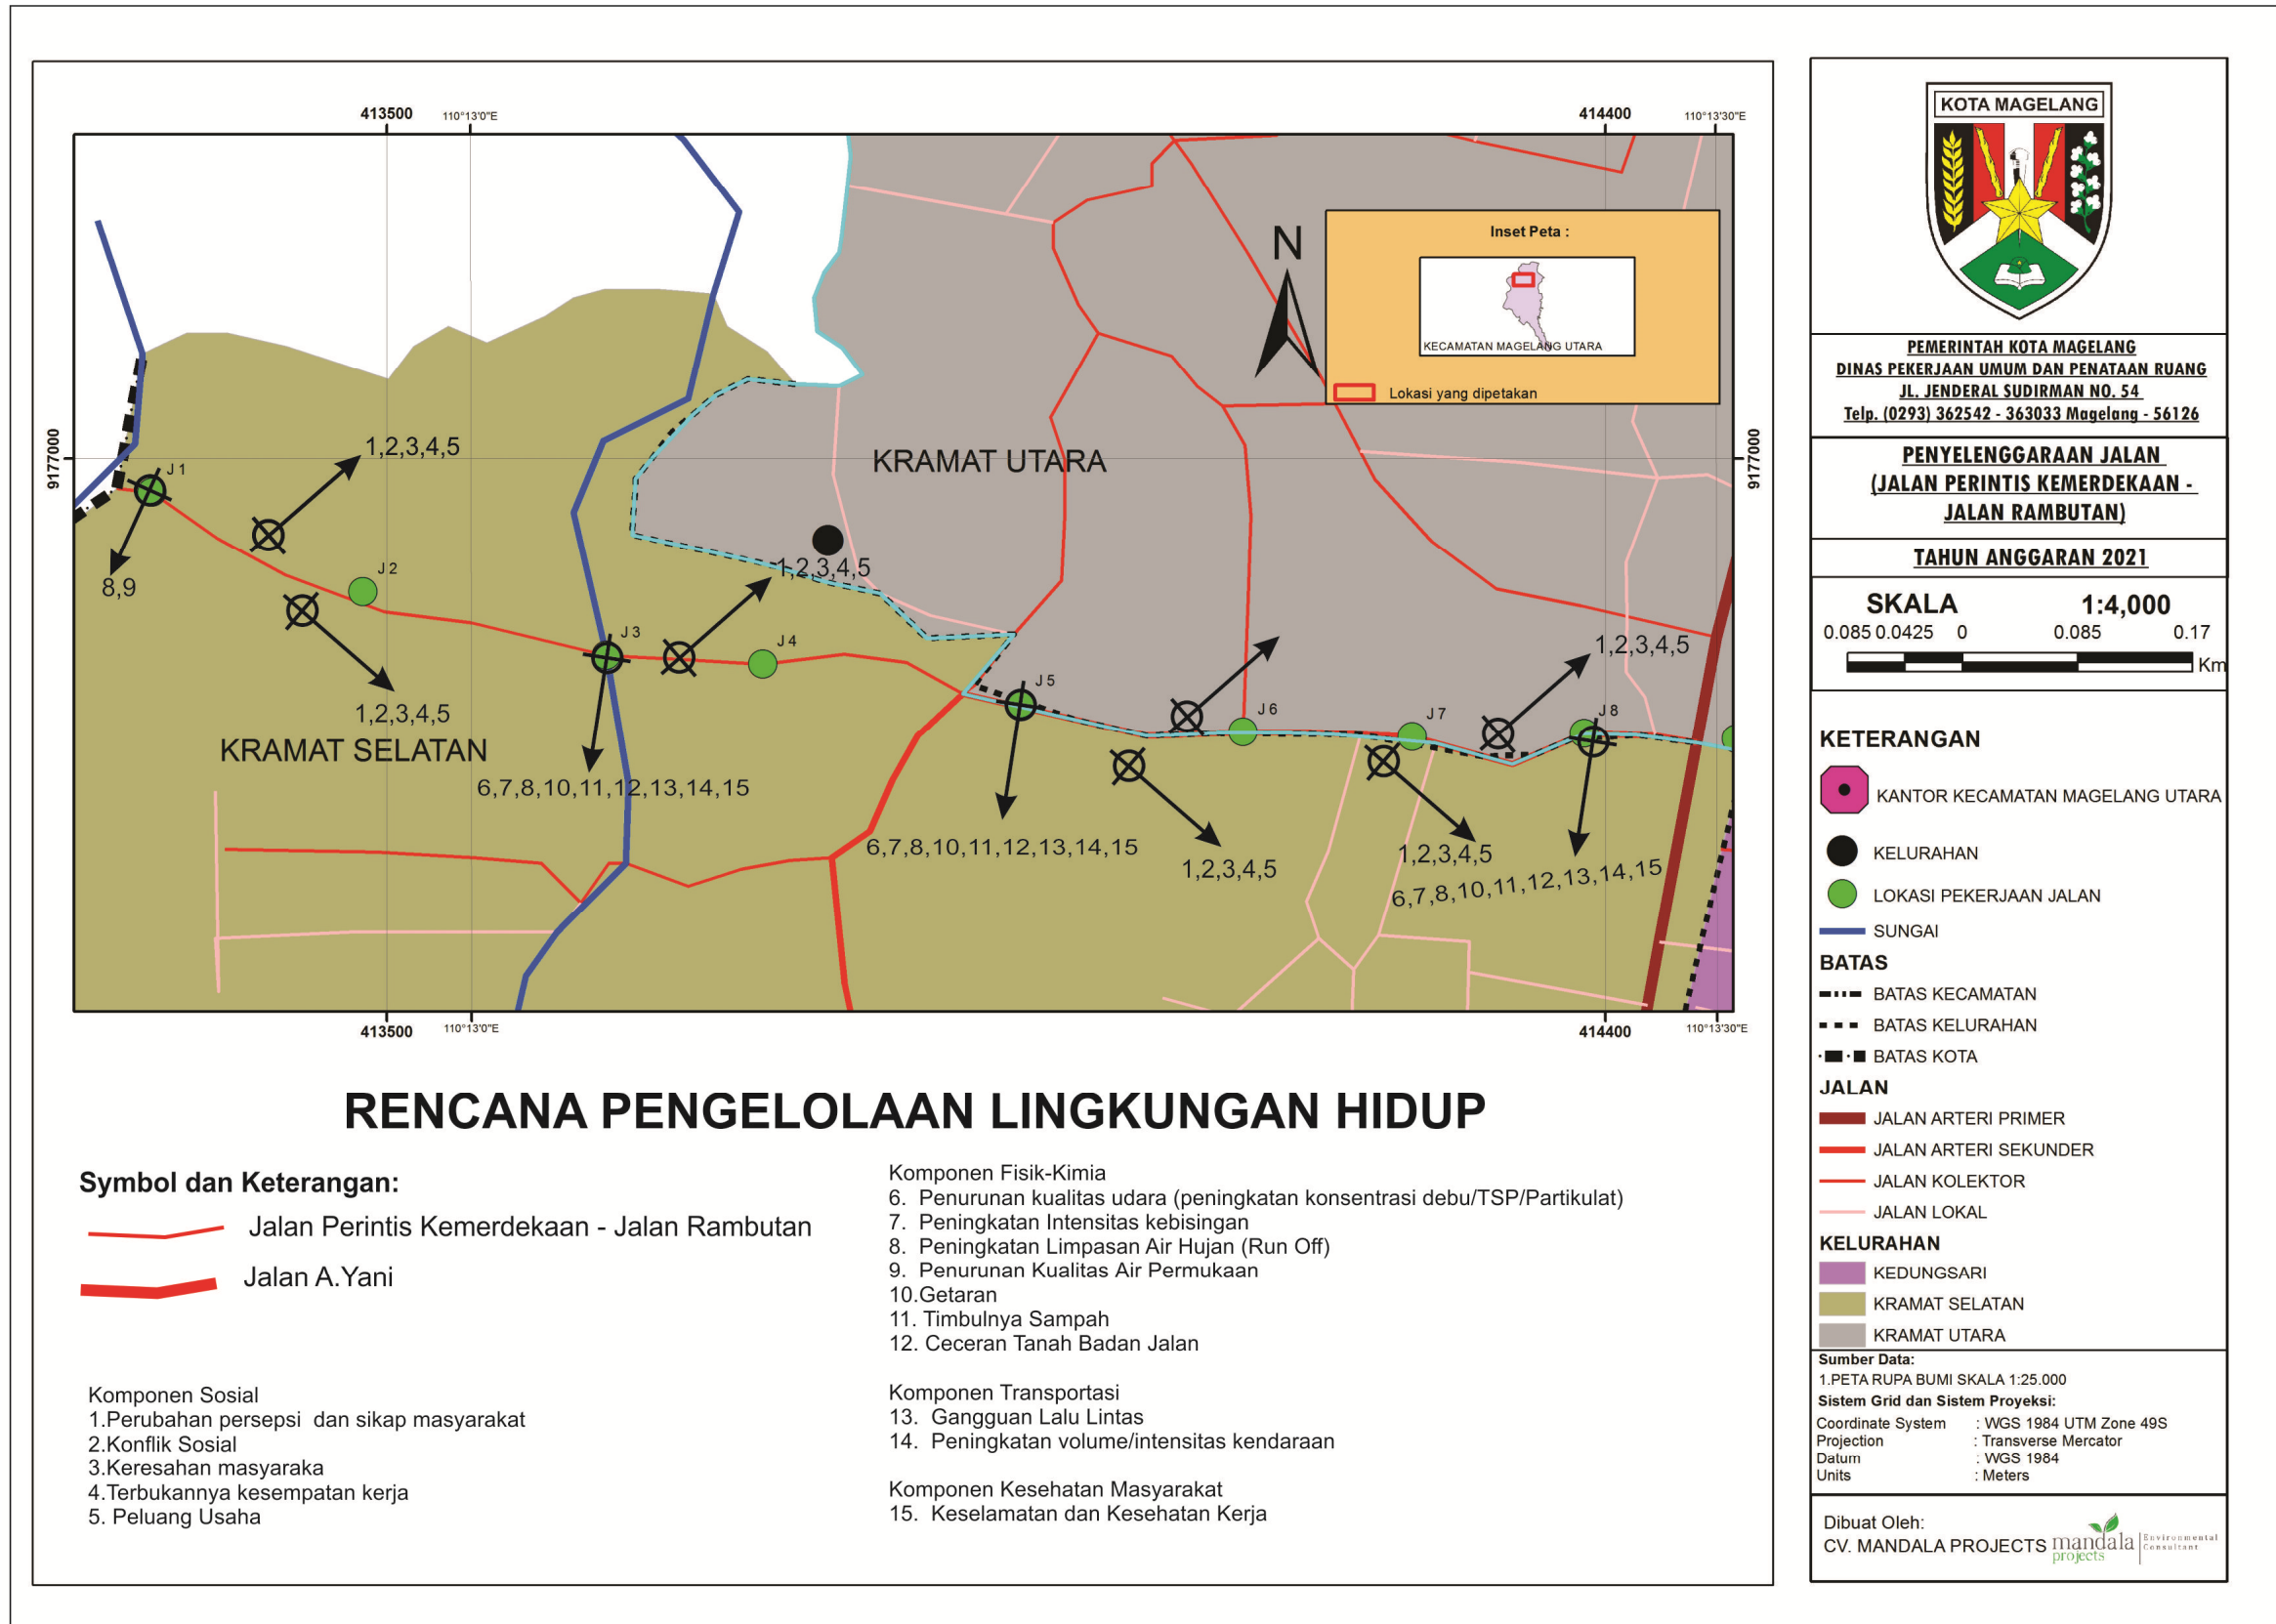 413500
110°13'0"E
414400
110°13'30"E
9177000
9177000
N
Inset Peta :
KECAMATAN MAGELANG UTARA
Lokasi yang dipetakan
KRAMAT UTARA
KRAMAT SELATAN
J 1
J 2
J 3
J 4
J 5
J 6
J 7
J 8
1,2,3,4,5
8,9
1,2,3,4,5
1,2,3,4,5
6,7,8,10,11,12,13,14,15
6,7,8,10,11,12,13,14,15
1,2,3,4,5
1,2,3,4,5
1,2,3,4,5
6,7,8,10,11,12,13,14,15
413500
110°13'0"E
414400
110°13'30"E
RENCANA PENGELOLAAN LINGKUNGAN HIDUP
Symbol dan Keterangan:
Jalan Perintis Kemerdekaan - Jalan Rambutan
Jalan A.Yani
Komponen Sosial
1.Perubahan persepsi dan sikap masyarakat
2.Konflik Sosial
3.Keresahan masyaraka
4.Terbukannya kesempatan kerja
5. Peluang Usaha
Komponen Fisik-Kimia
6. Penurunan kualitas udara (peningkatan konsentrasi debu/TSP/Partikulat)
7. Peningkatan Intensitas kebisingan
8. Peningkatan Limpasan Air Hujan (Run Off)
9. Penurunan Kualitas Air Permukaan
10.Getaran
11. Timbulnya Sampah
12. Ceceran Tanah Badan Jalan
Komponen Transportasi
13. Gangguan Lalu Lintas
14. Peningkatan volume/intensitas kendaraan
Komponen Kesehatan Masyarakat
15. Keselamatan dan Kesehatan Kerja
KOTA MAGELANG
PEMERINTAH KOTA MAGELANG
DINAS PEKERJAAN UMUM DAN PENATAAN RUANG
JL. JENDERAL SUDIRMAN NO. 54
Telp. (0293) 362542 - 363033 Magelang - 56126
PENYELENGGARAAN JALAN
(JALAN PERINTIS KEMERDEKAAN -
JALAN RAMBUTAN)
TAHUN ANGGARAN 2021
SKALA 1:4,000
0.085 0.0425 0 0.085 0.17
Km
KETERANGAN
KANTOR KECAMATAN MAGELANG UTARA
KELURAHAN
LOKASI PEKERJAAN JALAN
SUNGAI
BATAS
BATAS KECAMATAN
BATAS KELURAHAN
BATAS KOTA
JALAN
JALAN ARTERI PRIMER
JALAN ARTERI SEKUNDER
JALAN KOLEKTOR
JALAN LOKAL
KELURAHAN
KEDUNGSARI
KRAMAT SELATAN
KRAMAT UTARA
Sumber Data:
1.PETA RUPA BUMI SKALA 1:25.000
Sistem Grid dan Sistem Proyeksi:
Coordinate System : WGS 1984 UTM Zone 49S
Projection : Transverse Mercator
Datum : WGS 1984
Units : Meters
Dibuat Oleh:
CV. MANDALA PROJECTS
mandala
projects
Environmental
Consultant